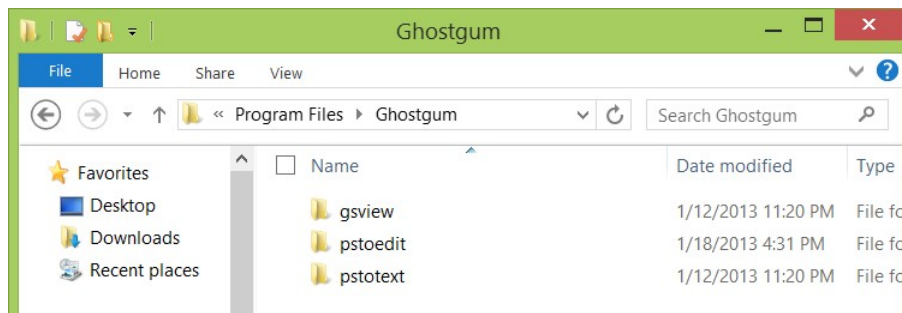 Ghostgum
File Home Share View
« Program Files Ghostgum Search Ghostgum
Favorites Name Date modified Type
Desktop gsview 1/12/2013 11:20 PM File fo
Downloads pstoedit 1/18/2013 4:31 PM File fo
Recent places pstotext 1/12/2013 11:20 PM File fo